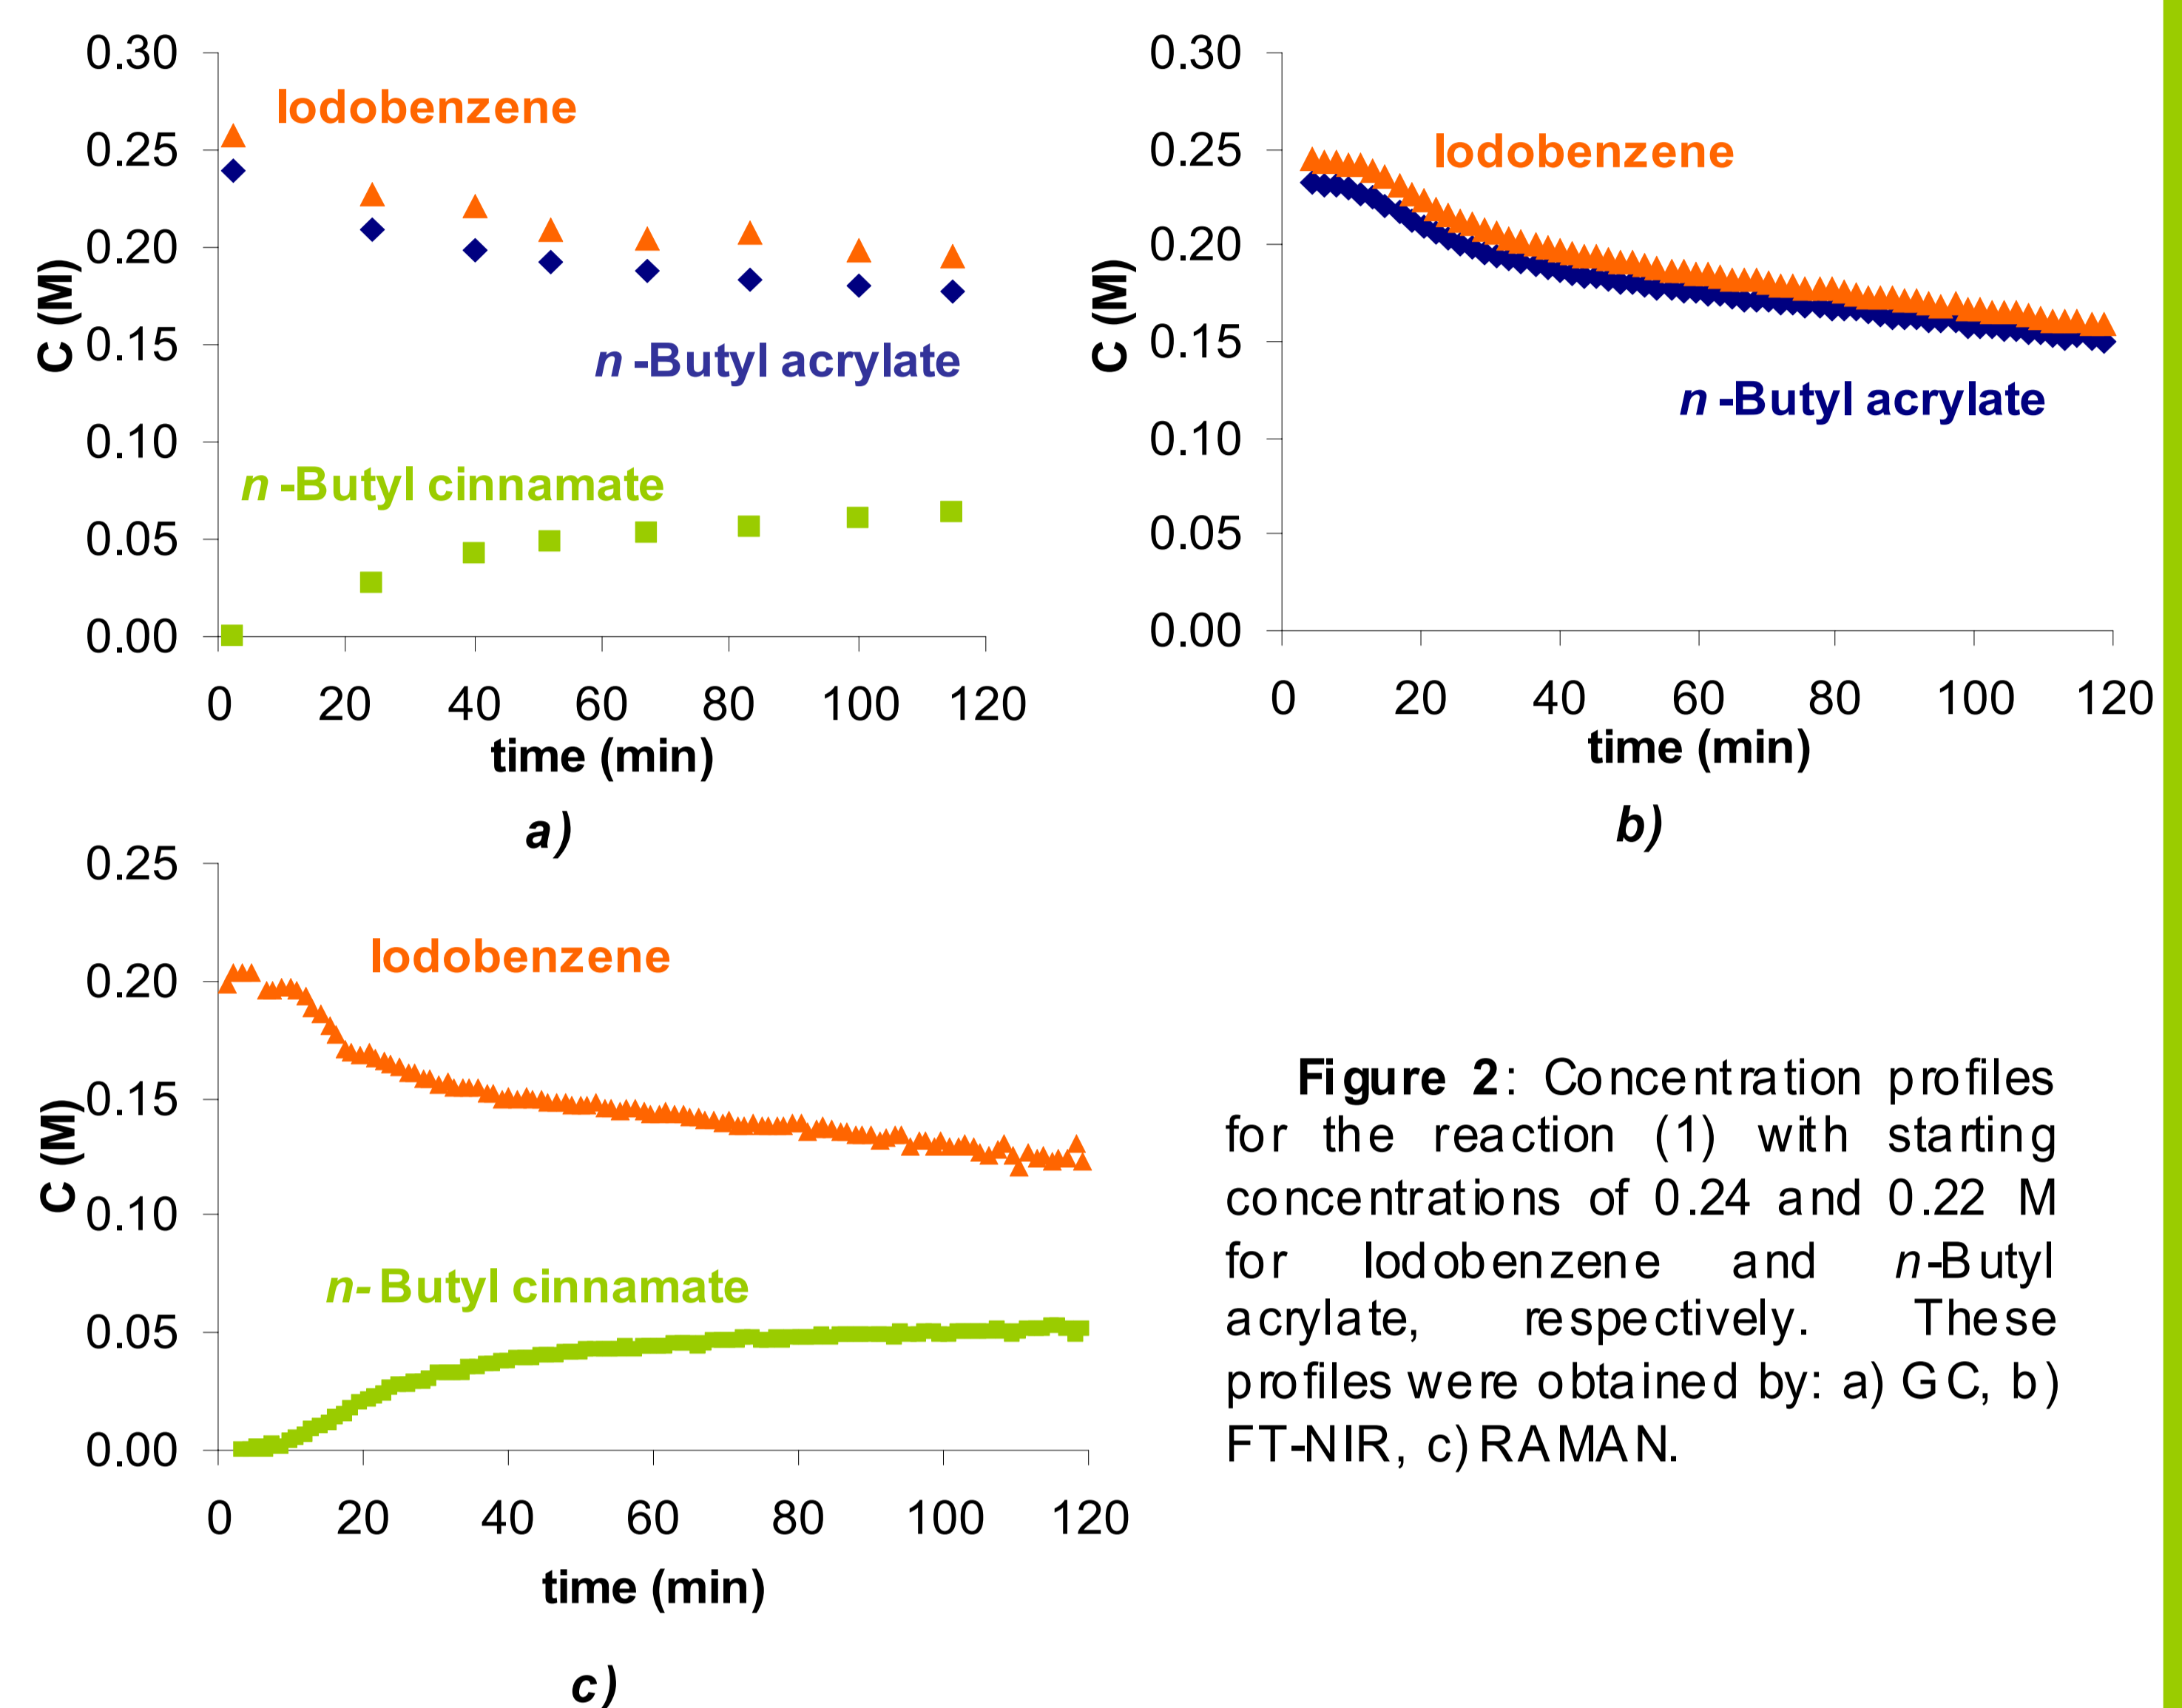 0.30
0.25
0.20
0.15
0.10
0.05
0.00
C (M)
Iodobenzene
n -Butyl acrylate
n -Butyl cinnamate
0 20 40 60 80 100 120
time (min)
a)
0.30
0.25
0.20
0.15
0.10
0.05
0.00
C (M)
Iodobenzene
n -Butyl acrylate
0 20 40 60 80 100 120
time (min)
b)
0.25
0.20
0.15
0.10
0.05
0.00
C (M)
Iodobenzene
n- Butyl cinnamate
0 20 40 60 80 100 120
time (min)
c)
Figure 2: Concentration profiles
for the reaction (1) with starting
concentrations of 0.24 and 0.22 M
for Iodobenzene and n-Butyl
acrylate, respectively. These
profiles were obtained by: a) GC, b)
FT-NIR, c) RAMAN.